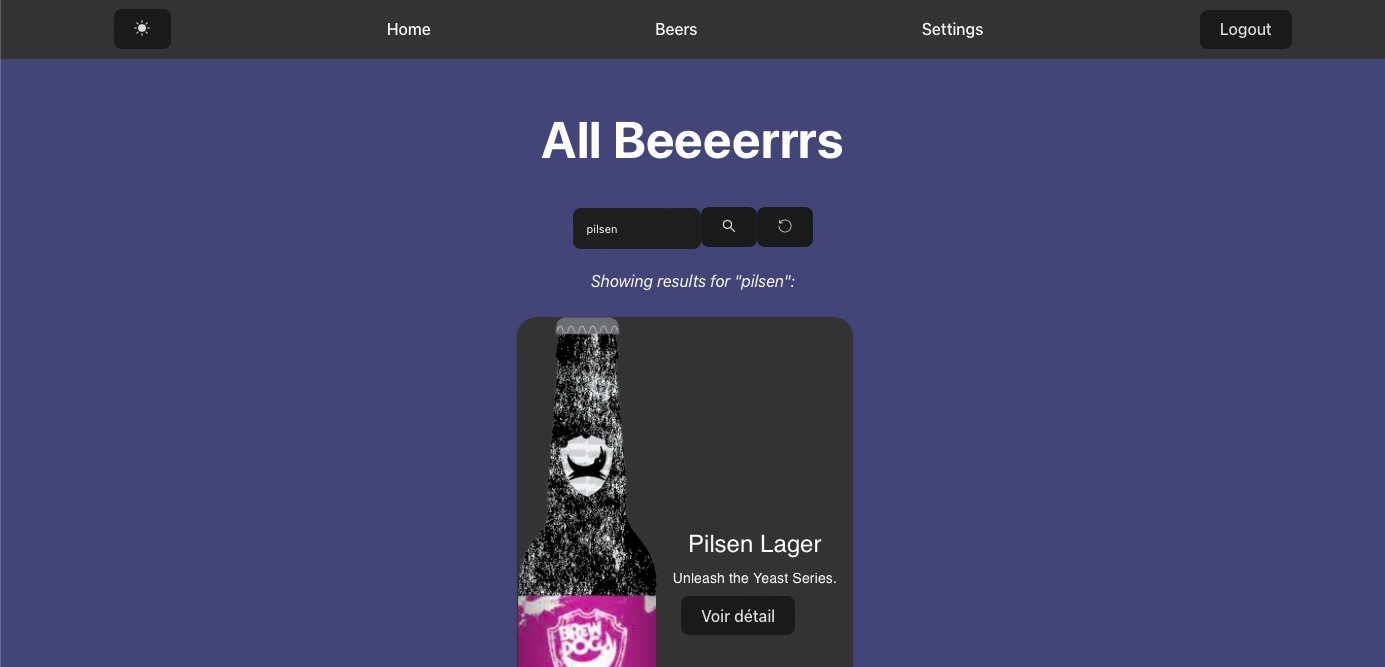 Home Beers Settings Logout
All Beeeerrrs
pilsen
Showing results for "pilsen":
Pilsen Lager
Unleash the Yeast Series.
Voir détail
BREW
DOG